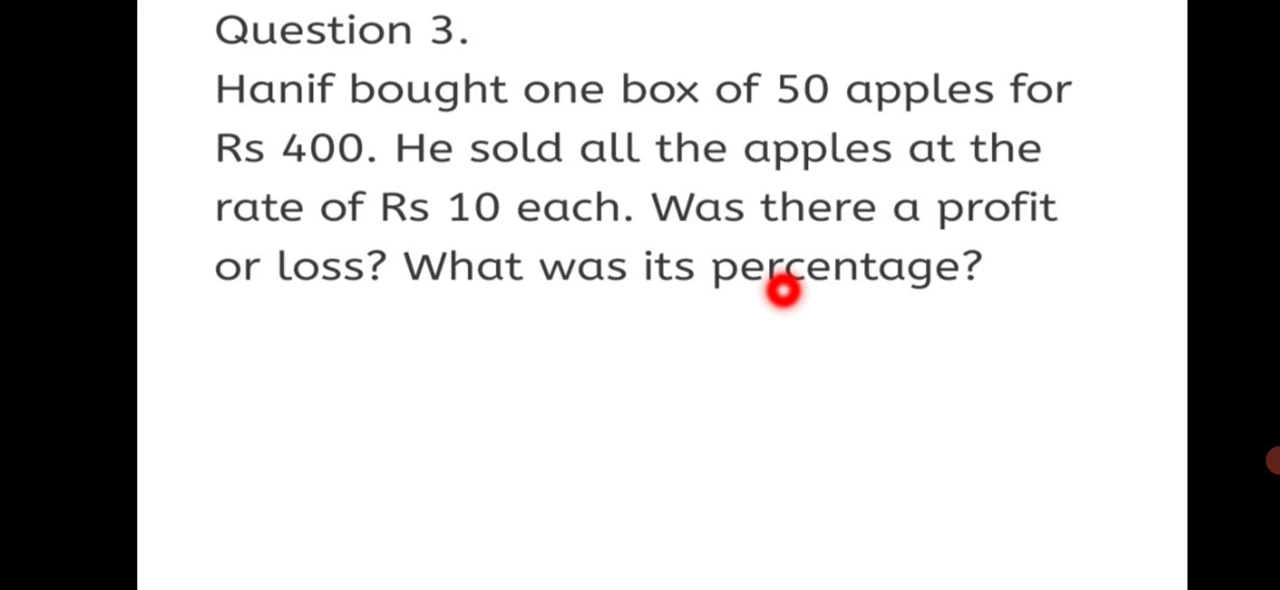 Question 3.
Hanif bought one box of 50 apples for
Rs 400. He sold all the apples at the
rate of Rs 10 each. Was there a profit
or loss? What was its percentage?